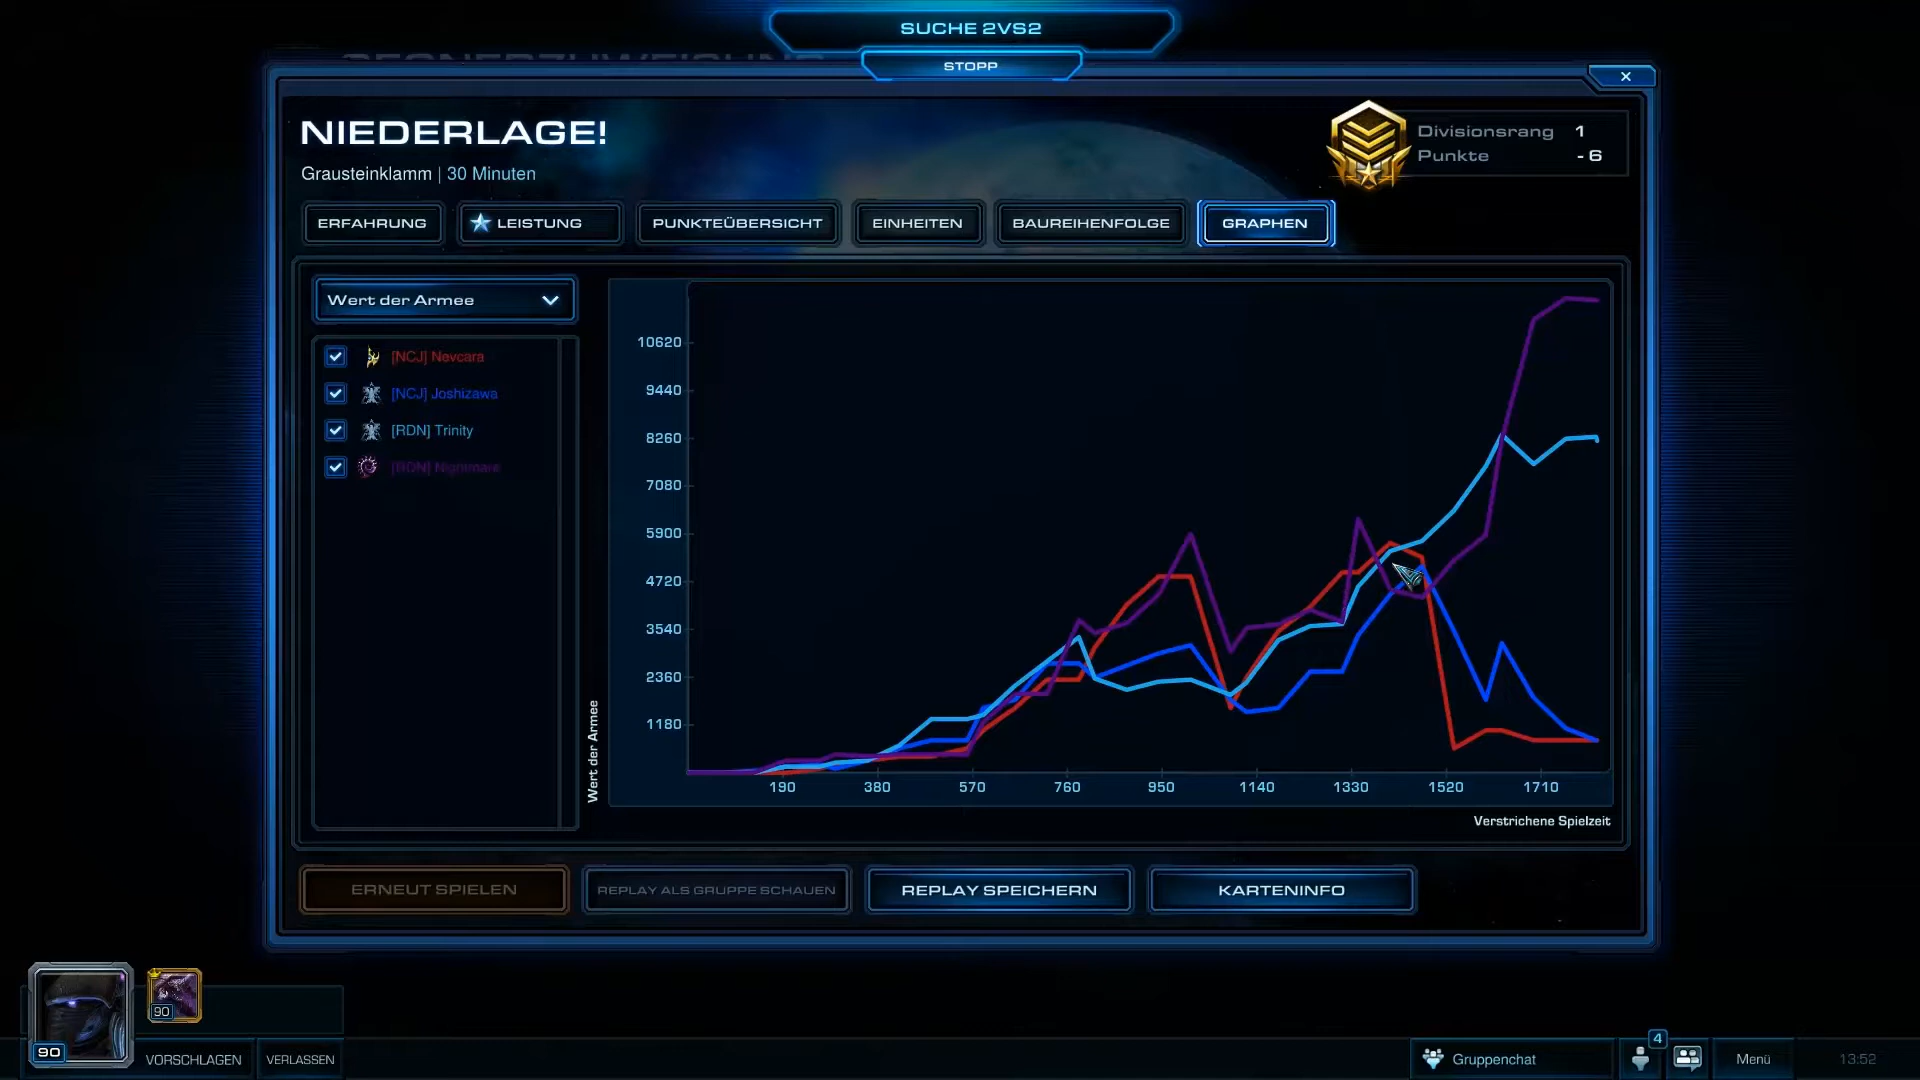 SUCHE 2VS2
STOPP
NIEDERLAGE!
Grausteinklamm | 30 Minuten
Divisionsrang 1
Punkte - 6
ERFAHRUNG
LEISTUNG
PUNKTEÜBERSICHT
EINHEITEN
BAUREIHENFOLGE
GRAPHEN
Wert der Armee
[NCJ] Nevcara
[NCJ] Joshizawa
[RDN] Trinity
[RDN] Nightmare
10620
9440
8260
7080
5900
4720
3540
2360
1180
Wert der Armee
190 380 570 760 950 1140 1330 1520 1710
Verstrichene Spielzeit
ERNEUT SPIELEN
REPLAY ALS GRUPPE SCHAUEN
REPLAY SPEICHERN
KARTENINFO
90
90
VORSCHLAGEN
VERLASSEN
Gruppenchat
4
Menü
13:52